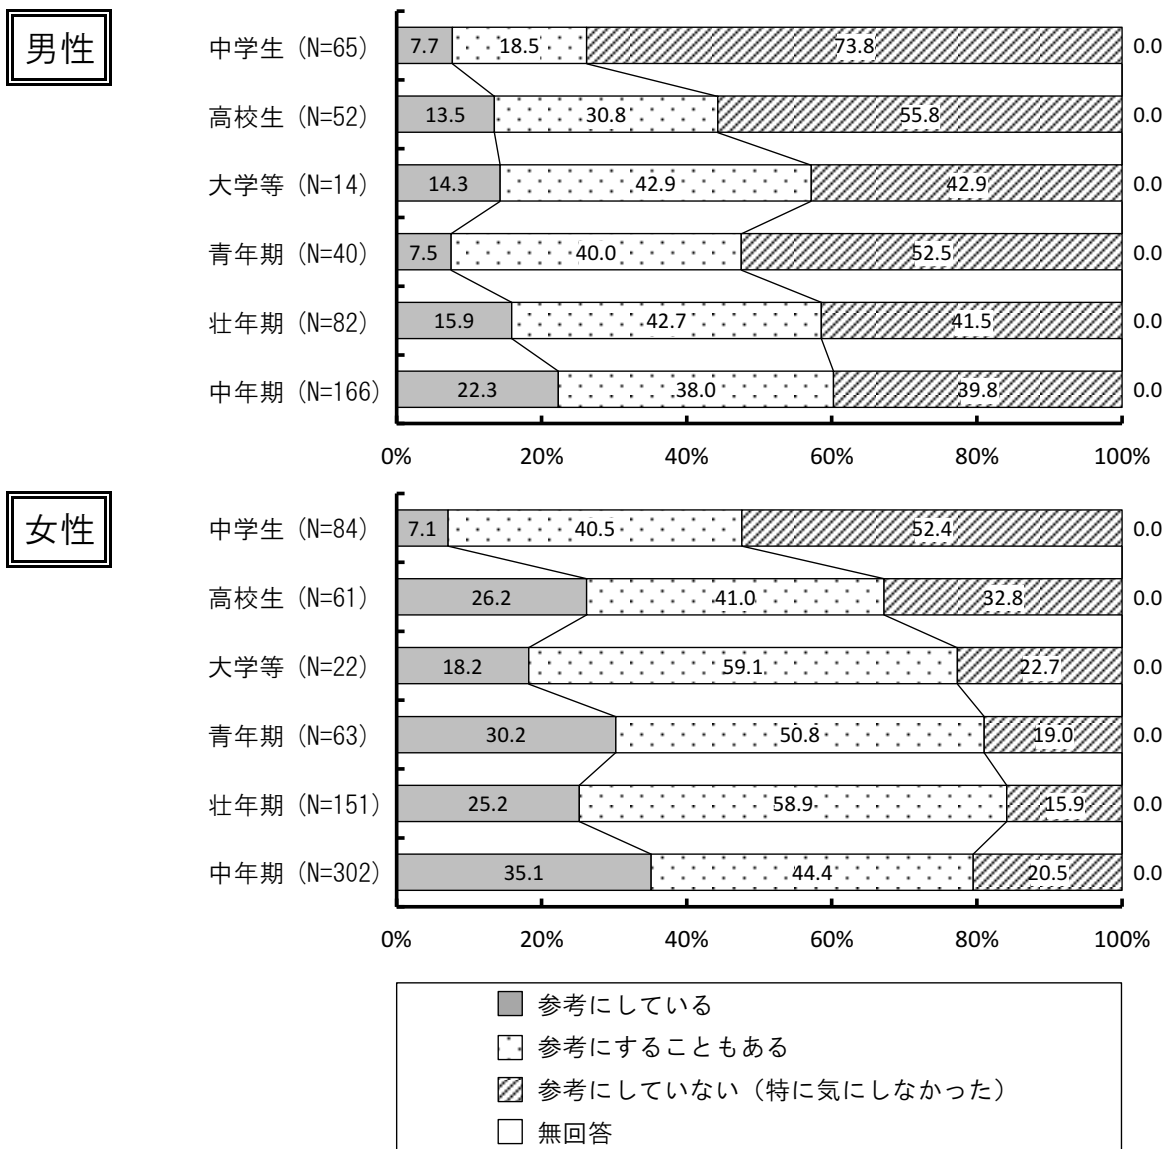 男性
中学生（N=65） 7.7 18.5 73.8 0.0
高校生（N=52） 13.5 30.8 55.8 0.0
大学等（N=14） 14.3 42.9 42.9 0.0
青年期（N=40） 7.5 40.0 52.5 0.0
壮年期（N=82） 15.9 42.7 41.5 0.0
中年期（N=166） 22.3 38.0 39.8 0.0
0% 20% 40% 60% 80% 100%
女性
中学生（N=84） 7.1 40.5 52.4 0.0
高校生（N=61） 26.2 41.0 32.8 0.0
大学等（N=22） 18.2 59.1 22.7 0.0
青年期（N=63） 30.2 50.8 19.0 0.0
壮年期（N=151） 25.2 58.9 15.9 0.0
中年期（N=302） 35.1 44.4 20.5 0.0
0% 20% 40% 60% 80% 100%
参考にしている
参考にすることもある
参考にしていない（特に気にしなかった）
無回答